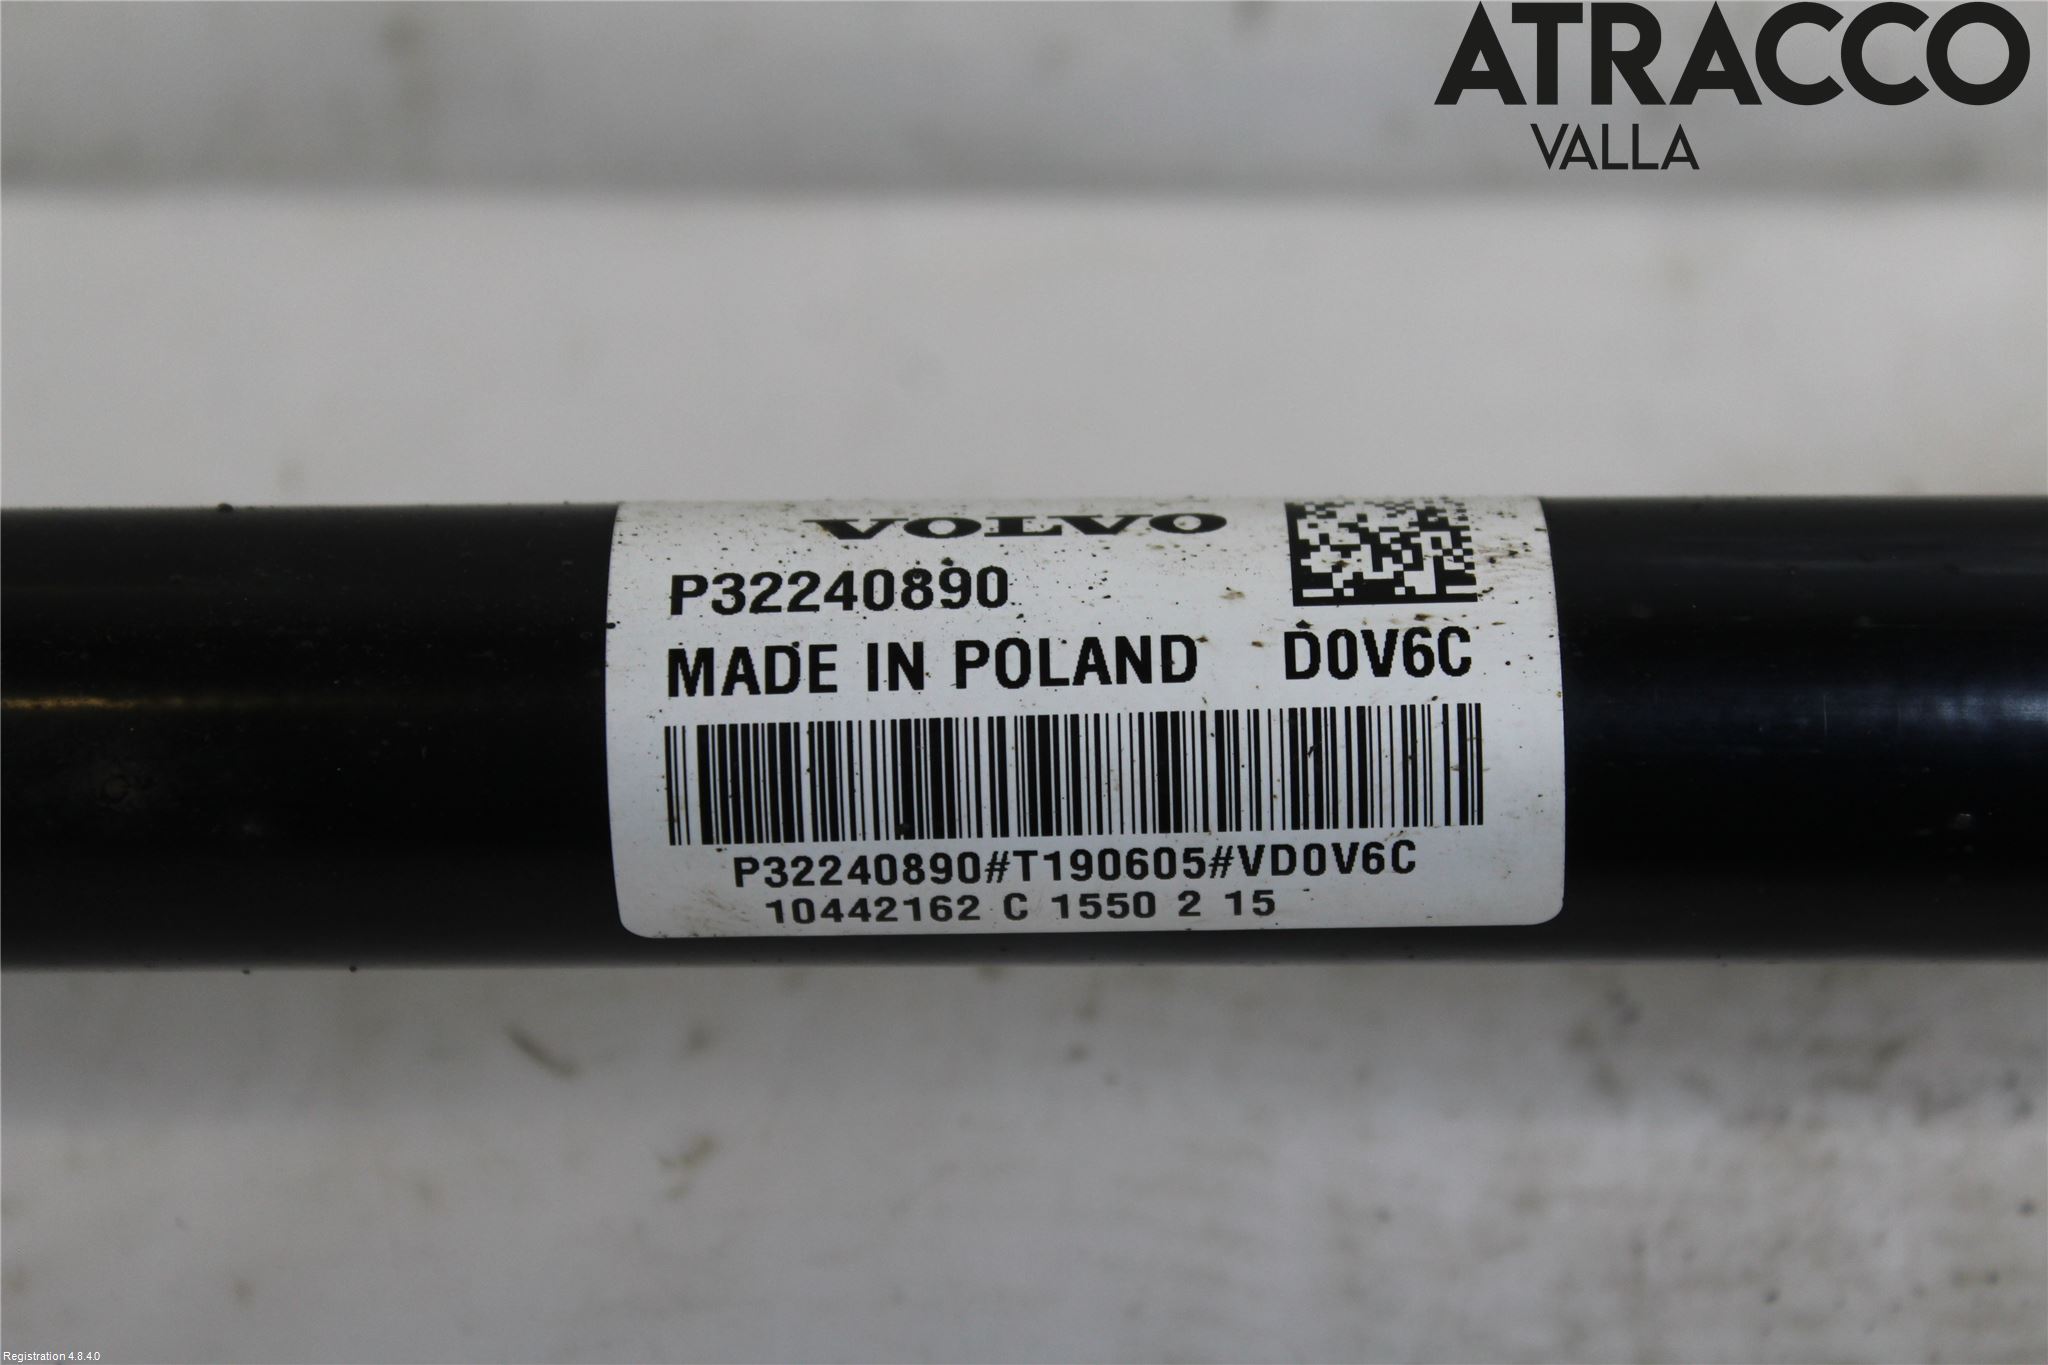 ATRACCO
VALLA
VOLVO
P32240890
MADE IN POLAND D0V6C
P32240890#T190605#VD0V6C
10442162 C 1550 2 15
Registration 4.8.4.0